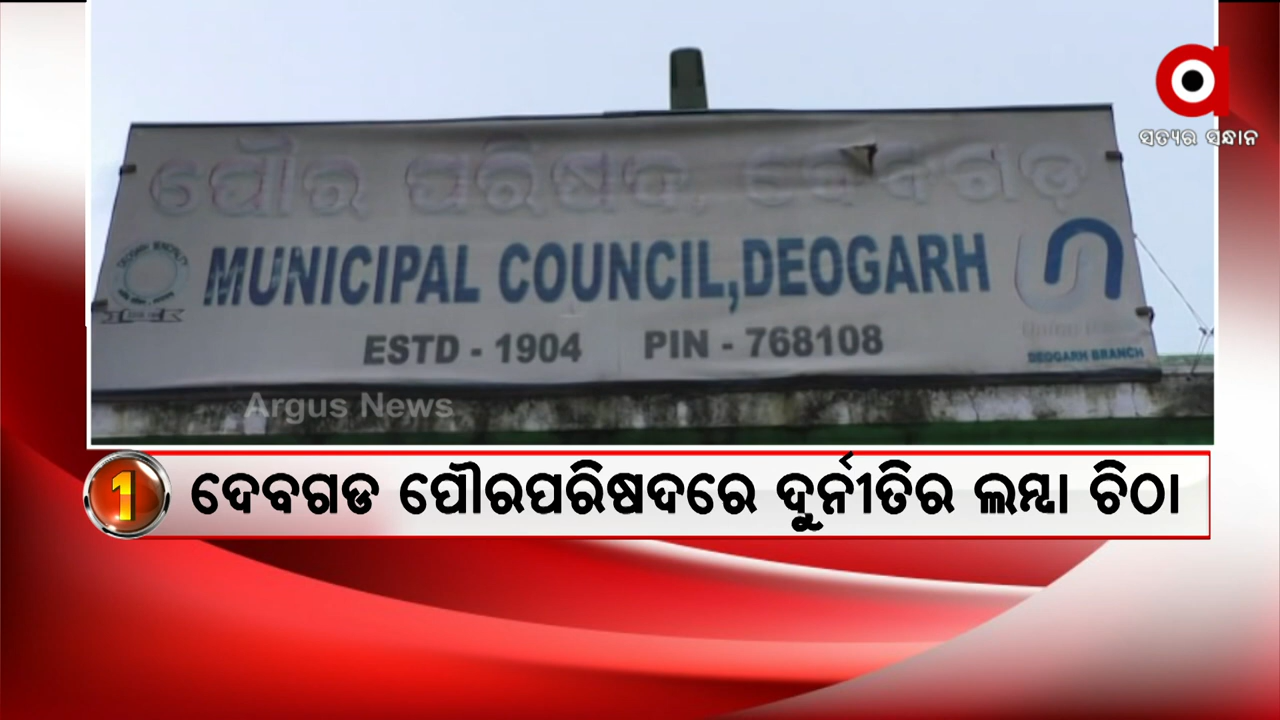 ସତ୍ୟର ସନ୍ଧାନ
ପୌର ପରିଷଦ, ଦେବଗଡ଼
MUNICIPAL COUNCIL,DEOGARH
ESTD - 1904 PIN - 768108
DEOGARH BRANCH
Argus News
1 ଦେବଗଡ ପୌରପରିଷଦରେ ଦୁର୍ନୀତିର ଲମ୍ବା ଚିଠା